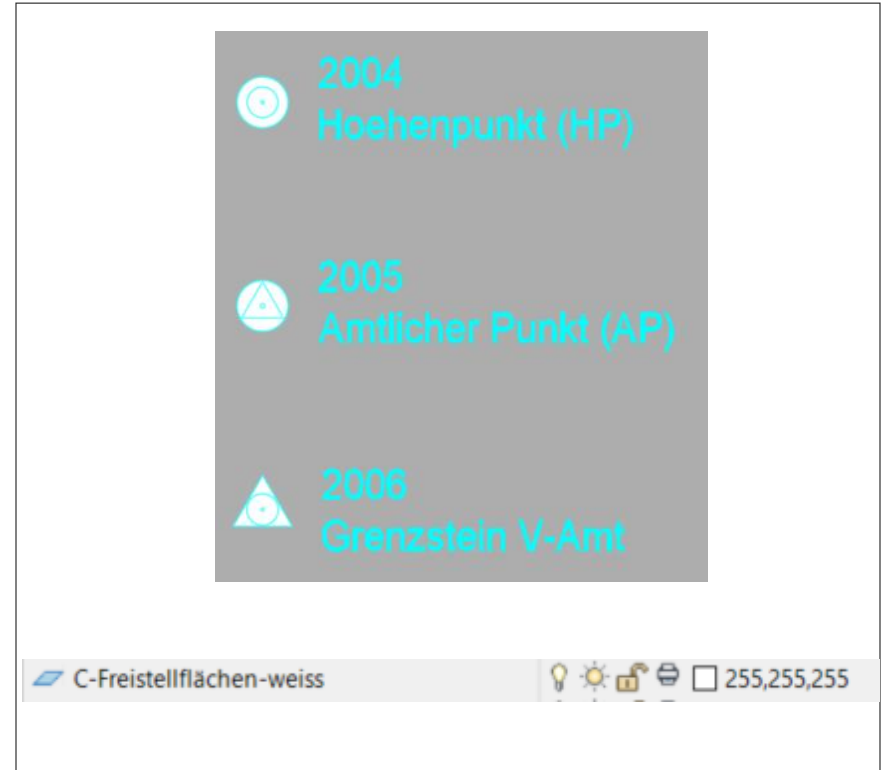 2004
Hoehenpunkt (HP)
2005
Amtlicher Punkt (AP)
2006
Grenzstein V-Amt
C-Freistellflächen-weiss 255,255,255